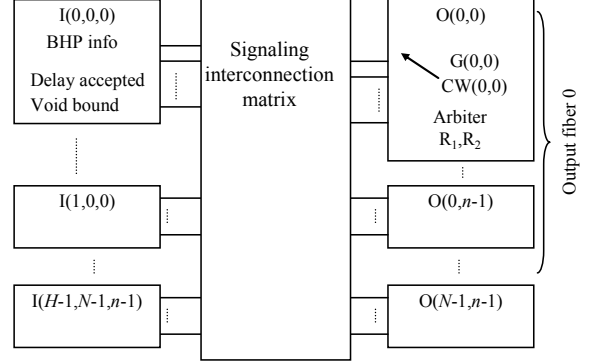 I(0,0,0)
BHP info
Delay accepted
Void bound
I(1,0,0)
I(H-1,N-1,n-1)
Signaling
interconnection
matrix
O(0,0)
G(0,0)
CW(0,0)
Arbiter
R₁,R₂
O(0,n-1)
O(N-1,n-1)
Output fiber 0